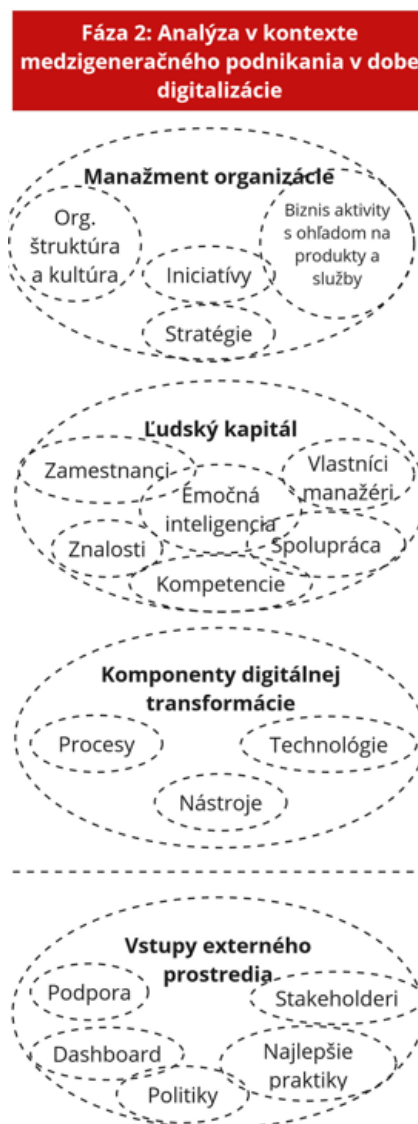 Fáza 2: Analýza v kontexte
medzigeneračného podnikania v dobe
digitalizácie
Manažment organizácie
Org.
štruktúra
a kultúra
Biznis aktivity
s ohľadom na
produkty a
služby
Iniciatívy
Stratégie
Ľudský kapitál
Zamestnanci
Vlastníci
manažéri
Emočná
inteligencia
Znalosti
Spolupráca
Kompetencie
Komponenty digitálnej
transformácie
Procesy
Technológie
Nástroje
Vstupy externého
prostredia
Podpora
Stakeholderi
Dashboard
Najlepšie
praktiky
Politiky